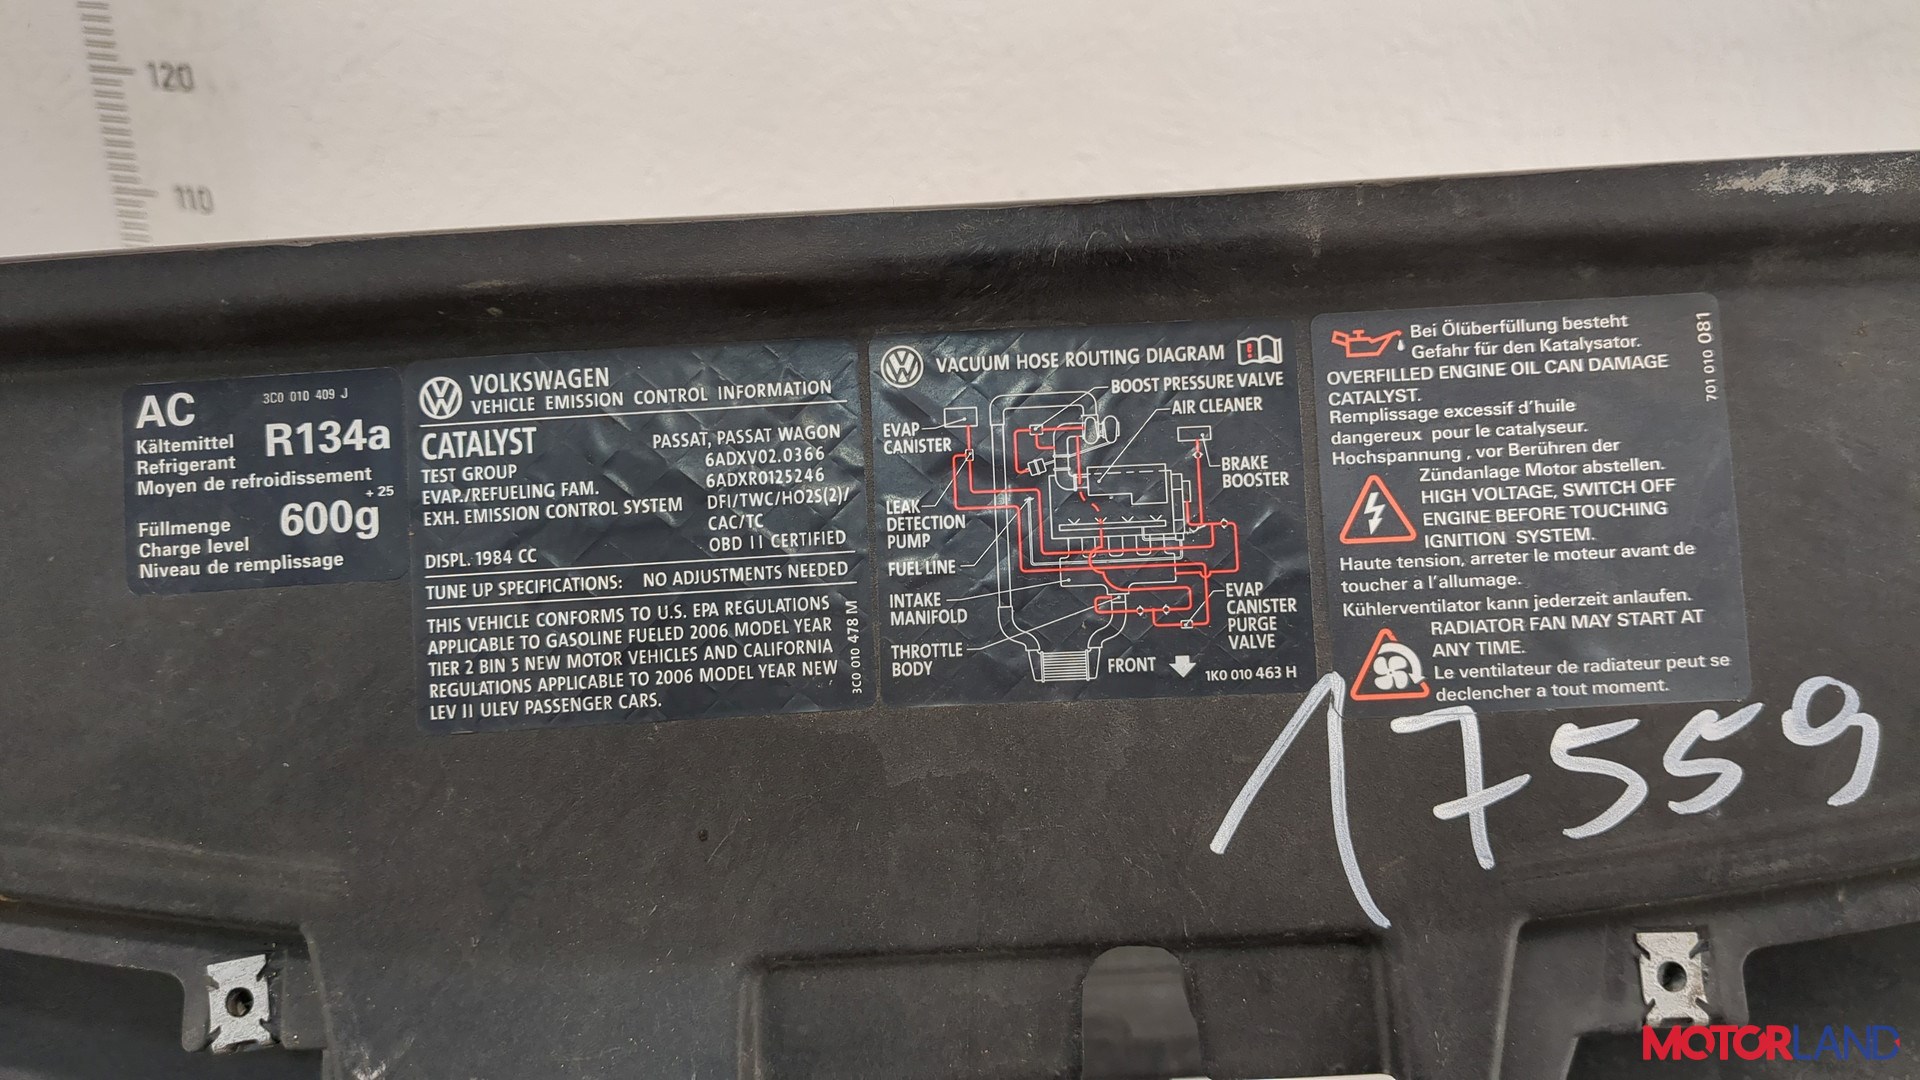 120
110
AC 3C0 010 409 J
Kältemittel
Refrigerant R134a
Moyen de refroidissement
+ 25
Füllmenge 600g
Charge level
Niveau de remplissage
VOLKSWAGEN
VEHICLE EMISSION CONTROL INFORMATION
CATALYST PASSAT, PASSAT WAGON
TEST GROUP 6ADXV02.0366
EVAP./REFUELING FAM. 6ADXR0125246
EXH. EMISSION CONTROL SYSTEM DFI/TWC/HO2S(2)/
CAC/TC
OBD II CERTIFIED
DISPL. 1984 CC
TUNE UP SPECIFICATIONS: NO ADJUSTMENTS NEEDED
THIS VEHICLE CONFORMS TO U.S. EPA REGULATIONS
APPLICABLE TO GASOLINE FUELED 2006 MODEL YEAR
TIER 2 BIN 5 NEW MOTOR VEHICLES AND CALIFORNIA
REGULATIONS APPLICABLE TO 2006 MODEL YEAR NEW
LEV II ULEV PASSENGER CARS.
3C0 010 478 M
VACUUM HOSE ROUTING DIAGRAM
BOOST PRESSURE VALVE
AIR CLEANER
EVAP
CANISTER
BRAKE
BOOSTER
LEAK
DETECTION
PUMP
FUEL LINE
INTAKE
MANIFOLD
THROTTLE
BODY
EVAP
CANISTER
PURGE
VALVE
FRONT
1K0 010 463 H
Bei Ölüberfüllung besteht
Gefahr für den Katalysator.
OVERFILLED ENGINE OIL CAN DAMAGE
CATALYST.
Remplissage excessif d'huile
dangereux pour le catalyseur.
Hochspannung , vor Berühren der
Zündanlage Motor abstellen.
HIGH VOLTAGE, SWITCH OFF
ENGINE BEFORE TOUCHING
IGNITION SYSTEM.
Haute tension, arreter le moteur avant de
toucher a l'allumage.
Kühlerventilator kann jederzeit anlaufen.
RADIATOR FAN MAY START AT
ANY TIME.
Le ventilateur de radiateur peut se
declencher a tout moment.
701 010 081
17559
MOTORLAND